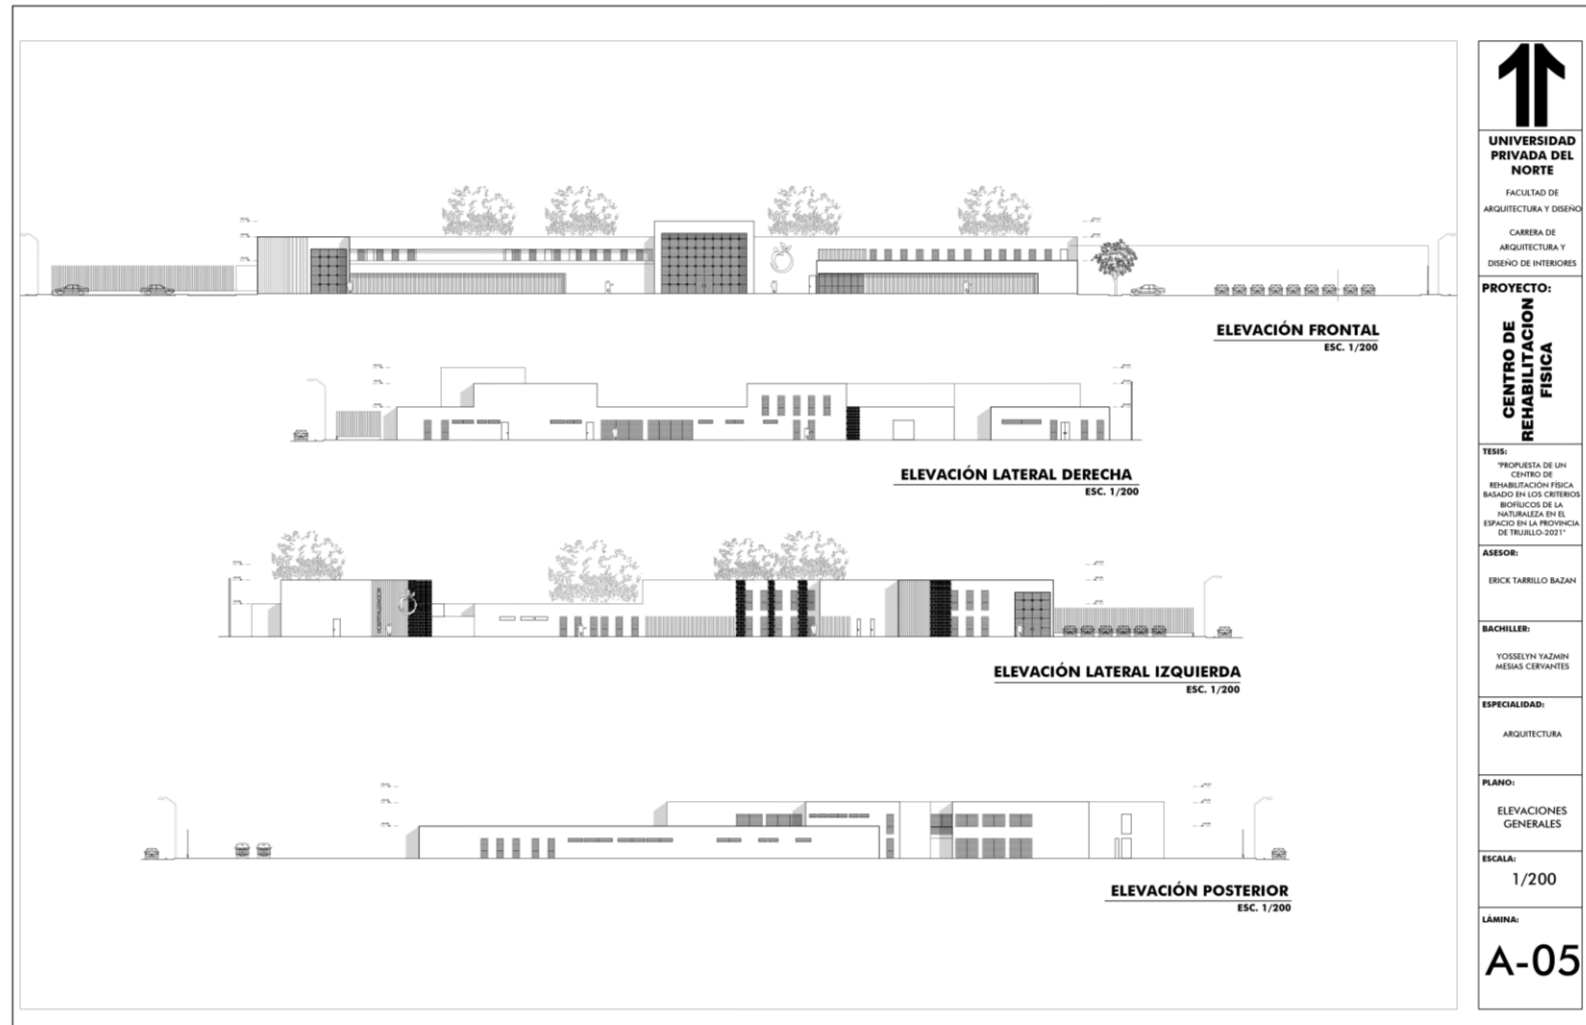 ELEVACIÓN FRONTAL
ESC. 1/200
ELEVACIÓN LATERAL DERECHA
ESC. 1/200
HOSPITALIZACION
ELEVACIÓN LATERAL IZQUIERDA
ESC. 1/200
ELEVACIÓN POSTERIOR
ESC. 1/200
UNIVERSIDAD
PRIVADA DEL
NORTE
FACULTAD DE
ARQUITECTURA Y DISEÑO
CARRERA DE
ARQUITECTURA Y
DISEÑO DE INTERIORES
PROYECTO:
CENTRO DE
REHABILITACION
FISICA
TESIS:
"PROPUESTA DE UN
CENTRO DE
REHABILITACIÓN FÍSICA
BASADO EN LOS CRITERIOS
BIOFÍLICOS DE LA
NATURALEZA EN EL
ESPACIO EN LA PROVINCIA
DE TRUJILLO-2021"
ASESOR:
ERICK TARRILLO BAZAN
BACHILLER:
YOSSELYN YAZMIN
MESIAS CERVANTES
ESPECIALIDAD:
ARQUITECTURA
PLANO:
ELEVACIONES
GENERALES
ESCALA:
1/200
LÁMINA:
A-05